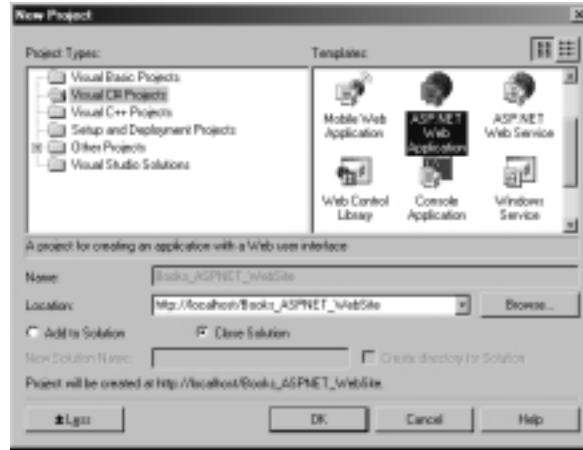 New Project
Project Types:
Templates:
Visual Basic Projects
Visual C# Projects
Visual C++ Projects
Setup and Deployment Projects
Other Projects
Visual Studio Solutions
Mobile Web Application
ASP.NET Web Application
ASP.NET Web Service
Web Control Library
Console Application
Windows Service
A project for creating an application with a Web user interface
Name:
Books_ASPNET_WebSite
Location:
http://localhost/Books_ASPNET_WebSite
Browse...
Add to Solution
Close Solution
New Solution Name:
Create directory for Solution
Project will be created at http://localhost/Books_ASPNET_WebSite.
Less
OK
Cancel
Help